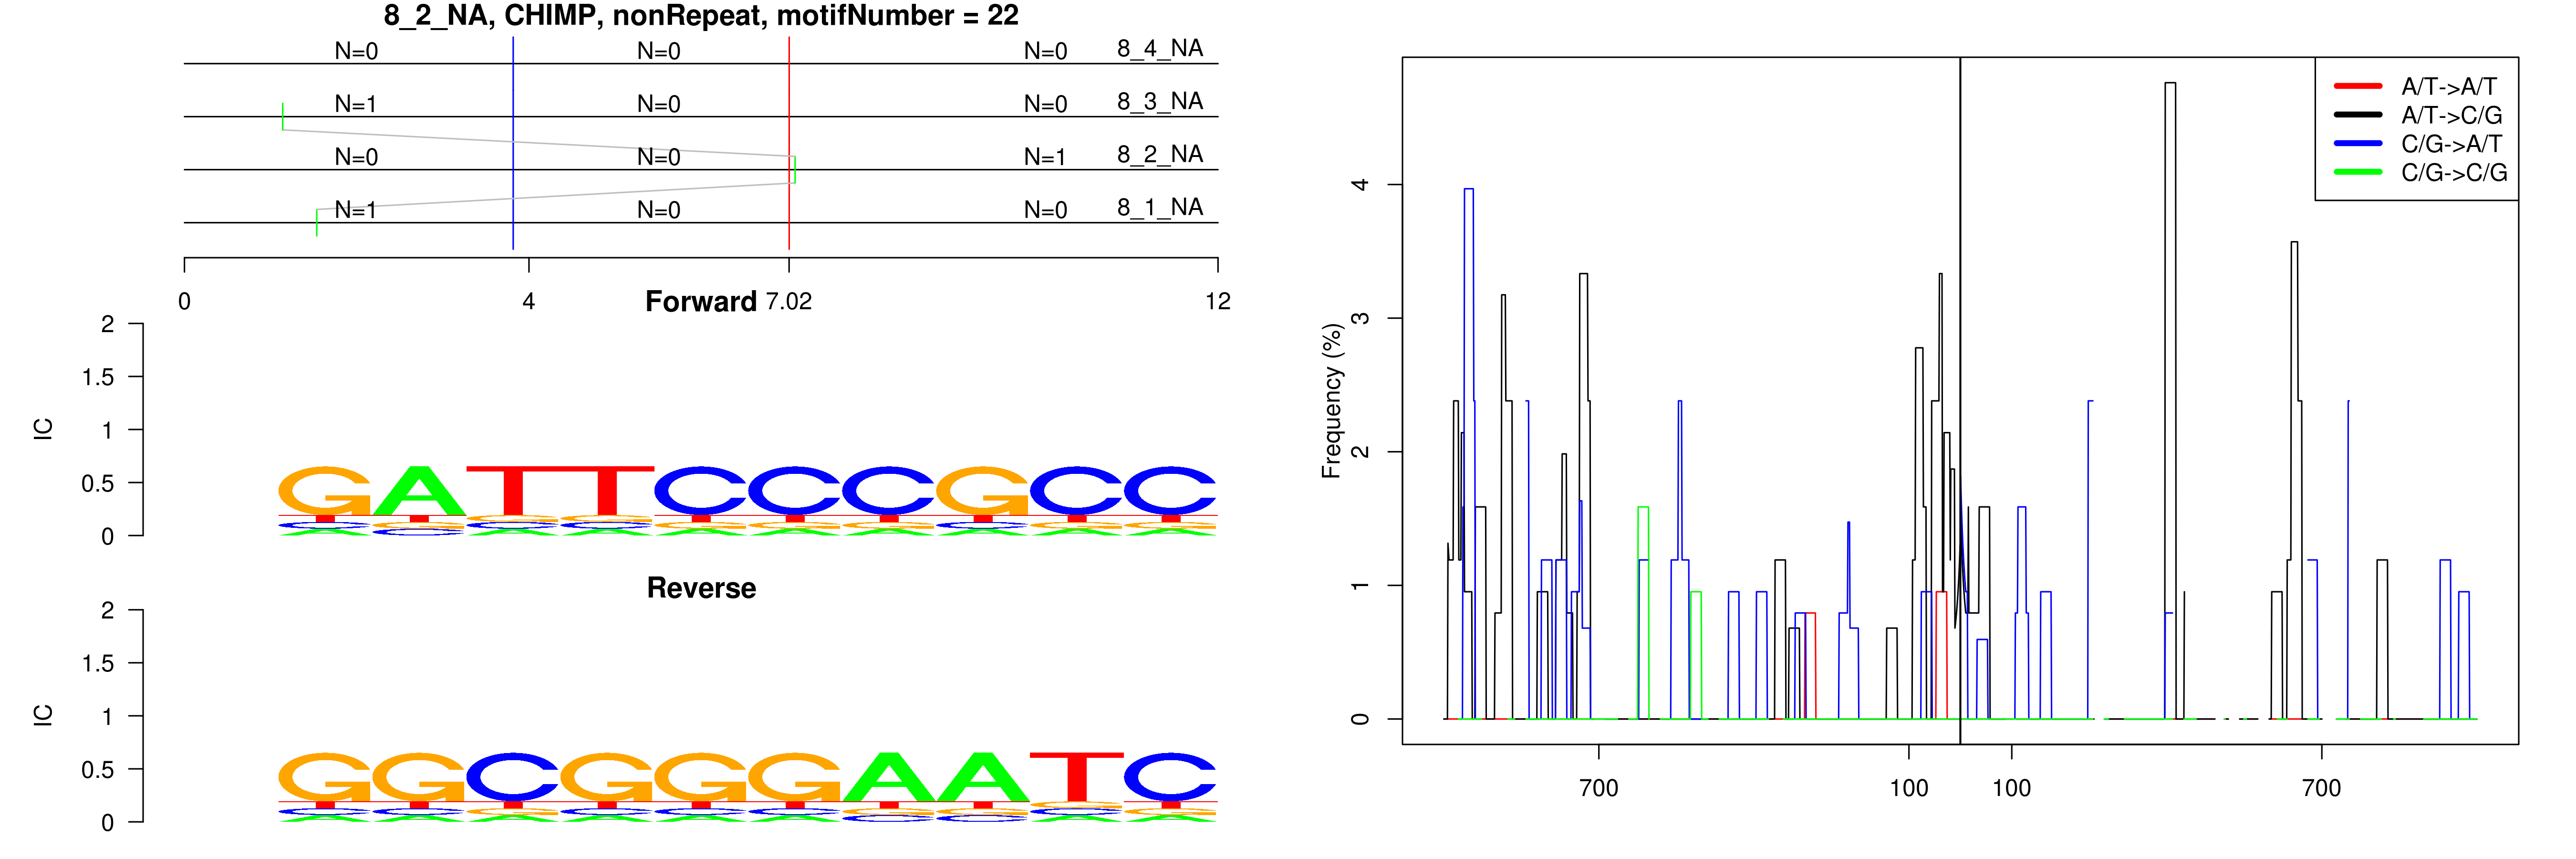 8_2_NA, CHIMP, nonRepeat, motifNumber = 22
N=0 N=0 N=0 8_4_NA
N=1 N=0 N=0 8_3_NA
N=0 N=0 N=1 8_2_NA
N=1 N=0 N=0 8_1_NA
0 4 7.02 12
Forward
IC
2
1.5
1
0.5
0
GATTCCCGCC
Reverse
IC
2
1.5
1
0.5
0
GGCGGGAATC
Frequency (%)
4
3
2
1
0
700 100 100 700
A/T->A/T
A/T->C/G
C/G->A/T
C/G->C/G